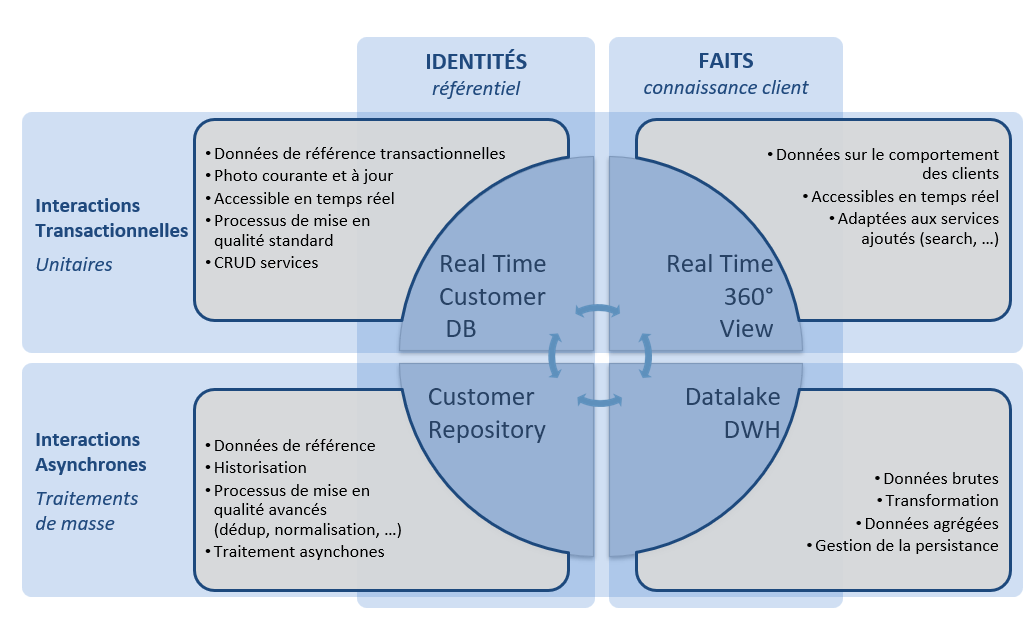 IDENTITÉS
référentiel
FAITS
connaissance client
Interactions
Transactionnelles
Unitaires
• Données de référence transactionnelles
• Photo courante et à jour
• Accessible en temps réel
• Processus de mise en
qualité standard
• CRUD services
Real Time
Customer
DB
Real Time
360°
View
• Données sur le comportement
des clients
• Accessibles en temps réel
• Adaptées aux services
ajoutés (search, ...)
Interactions
Asynchrones
Traitements
de masse
• Données de référence
• Historisation
• Processus de mise en
qualité avancés
(dédup, normalisation, ...)
• Traitement asynchones
Customer
Repository
Datalake
DWH
• Données brutes
• Transformation
• Données agrégées
• Gestion de la persistance